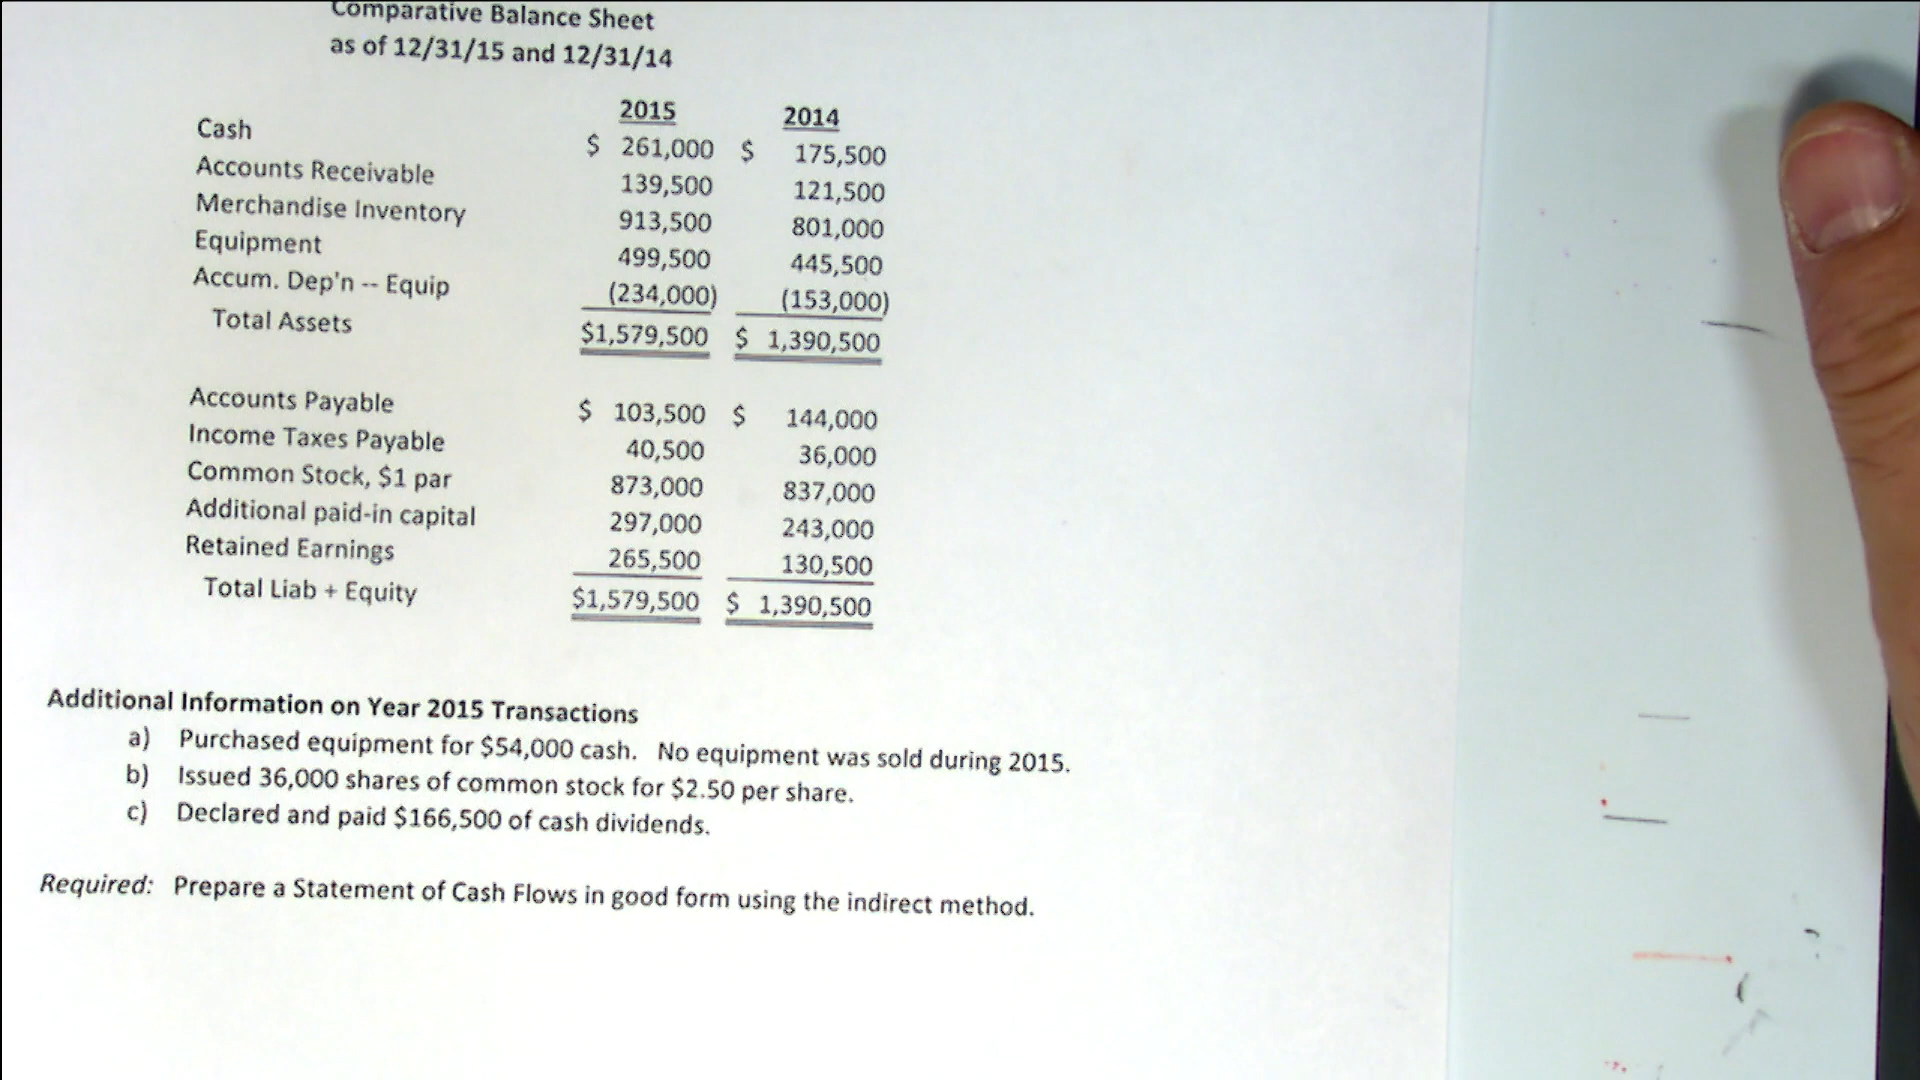 Comparative Balance Sheet
as of 12/31/15 and 12/31/14
2015 2014
Cash $ 261,000 $ 175,500
Accounts Receivable 139,500 121,500
Merchandise Inventory 913,500 801,000
Equipment 499,500 445,500
Accum. Dep'n -- Equip (234,000) (153,000)
Total Assets $1,579,500 $ 1,390,500
Accounts Payable $ 103,500 $ 144,000
Income Taxes Payable 40,500 36,000
Common Stock, $1 par 873,000 837,000
Additional paid-in capital 297,000 243,000
Retained Earnings 265,500 130,500
Total Liab + Equity $1,579,500 $ 1,390,500
Additional Information on Year 2015 Transactions
a) Purchased equipment for $54,000 cash. No equipment was sold during 2015.
b) Issued 36,000 shares of common stock for $2.50 per share.
c) Declared and paid $166,500 of cash dividends.
Required: Prepare a Statement of Cash Flows in good form using the indirect method.